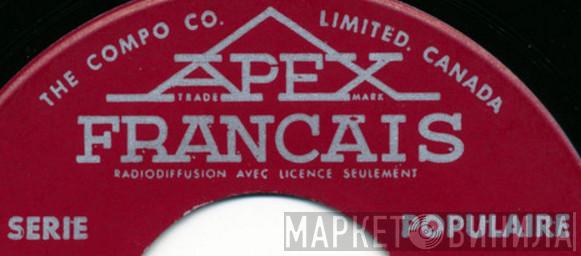 THE COMPO CO. LIMITED. CANADA
APEX
TRADE MARK
FRANCAIS
RADIODIFFUSION AVEC LICENCE SEULEMENT
SERIE POPULAIRE
МАРКЕТ ВИНИЛА